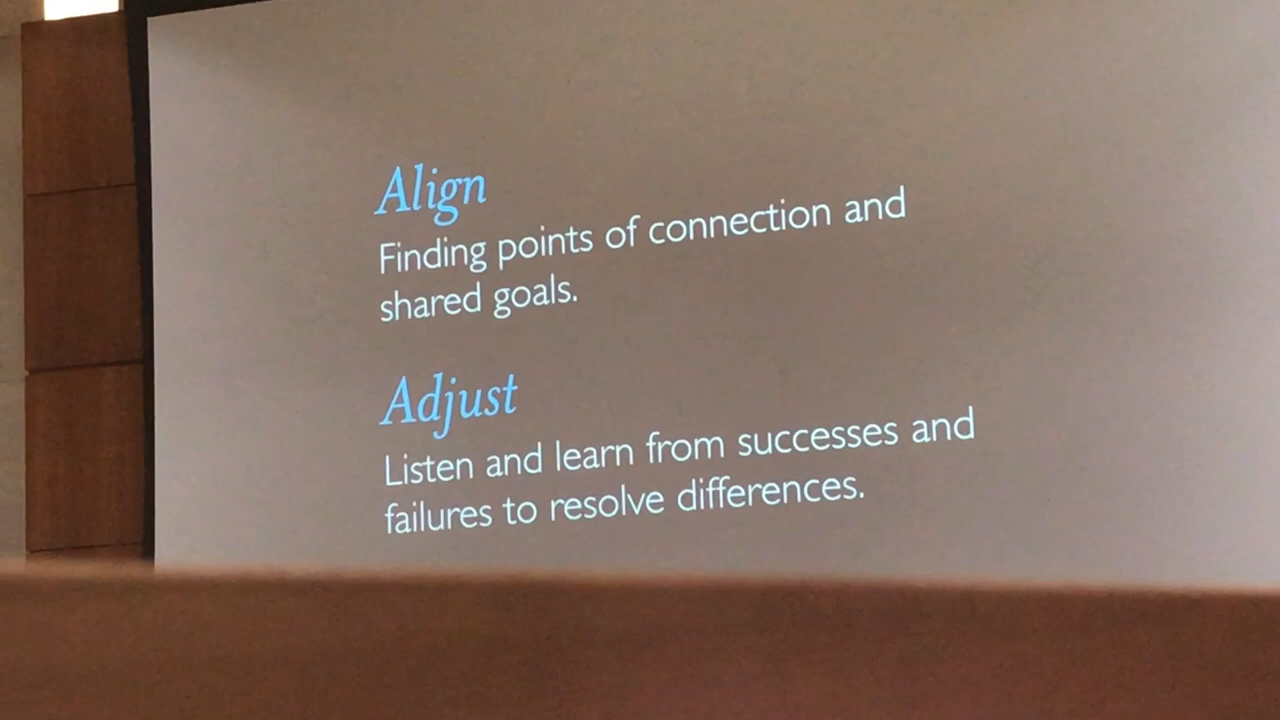 Align
Finding points of connection and
shared goals.
Adjust
Listen and learn from successes and
failures to resolve differences.